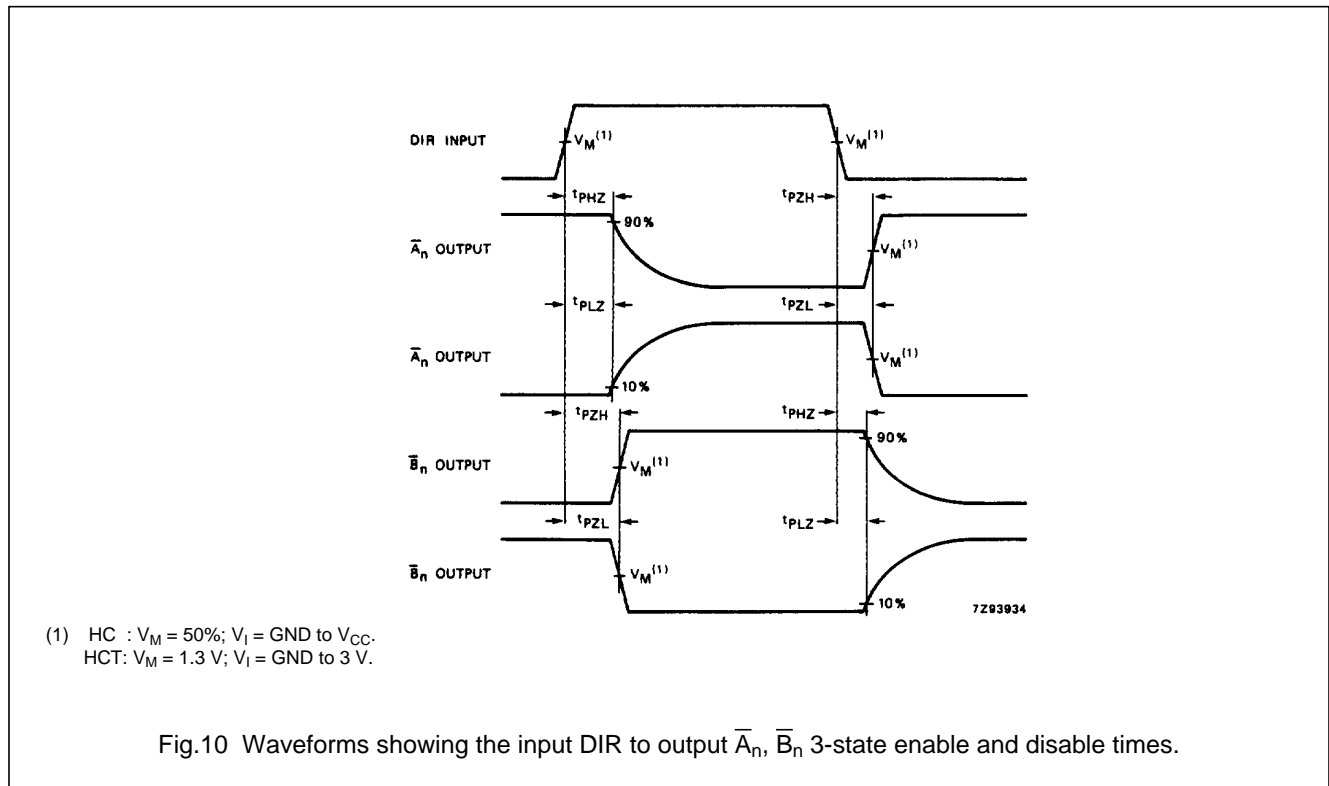 DIR INPUT
V_M^(1)
V_M^(1)
t_PHZ
t_PZH
90%
A̅_n OUTPUT
V_M^(1)
t_PLZ
t_PZL
A̅_n OUTPUT
V_M^(1)
10%
t_PZH
t_PHZ
90%
B̅_n OUTPUT
V_M^(1)
t_PZL
t_PLZ
B̅_n OUTPUT
V_M^(1)
10%
7Z93934
(1) HC : V_M = 50%; V_I = GND to V_CC.
HCT: V_M = 1.3 V; V_I = GND to 3 V.
Fig.10 Waveforms showing the input DIR to output A̅_n, B̅_n 3-state enable and disable times.